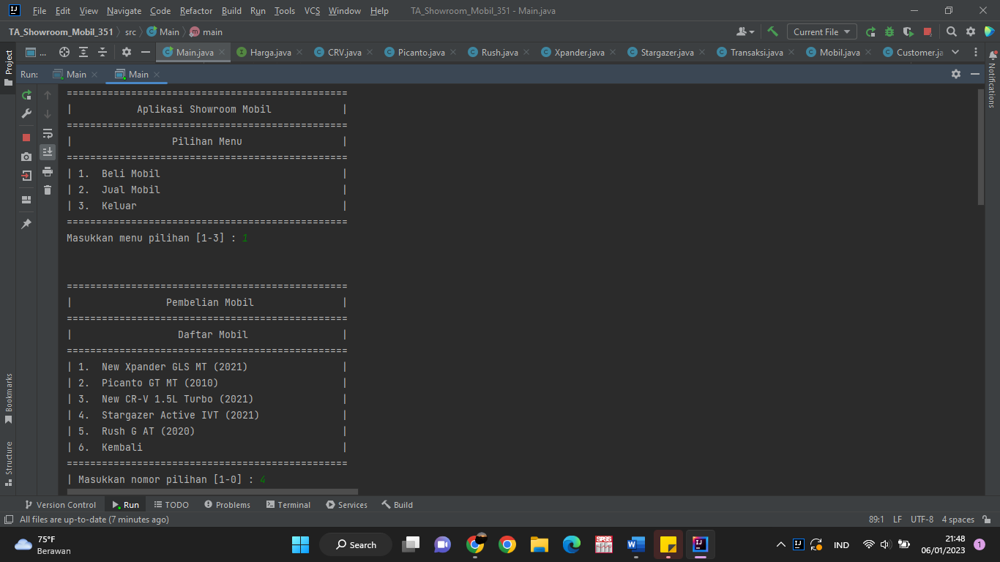 File Edit View Navigate Code Refactor Build Run Tools VCS Window Help TA_Showroom_Mobil_351 - Main.java
TA_Showroom_Mobil_351 src Main main Current File
Project ... Main.java Harga.java CRV.java Picanto.java Rush.java Xpander.java Stargazer.java Transaksi.java Mobil.java Customer.ja
Notifications
Run: Main Main
================================================
| Aplikasi Showroom Mobil |
================================================
| Pilihan Menu |
================================================
| 1. Beli Mobil |
| 2. Jual Mobil |
| 3. Keluar |
================================================
Masukkan menu pilihan [1-3] : 1
================================================
| Pembelian Mobil |
================================================
| Daftar Mobil |
================================================
| 1. New Xpander GLS MT (2021) |
| 2. Picanto GT MT (2010) |
| 3. New CR-V 1.5L Turbo (2021) |
| 4. Stargazer Active IVT (2021) |
| 5. Rush G AT (2020) |
| 6. Kembali |
================================================
| Masukkan nomor pilihan [1-0] : 4
Bookmarks
Structure
Version Control Run TODO Problems Terminal Services Build
All files are up-to-date (7 minutes ago) 89:1 LF UTF-8 4 spaces
75°F
Berawan
Search
SPSS
IND
21:48
06/01/2023
1